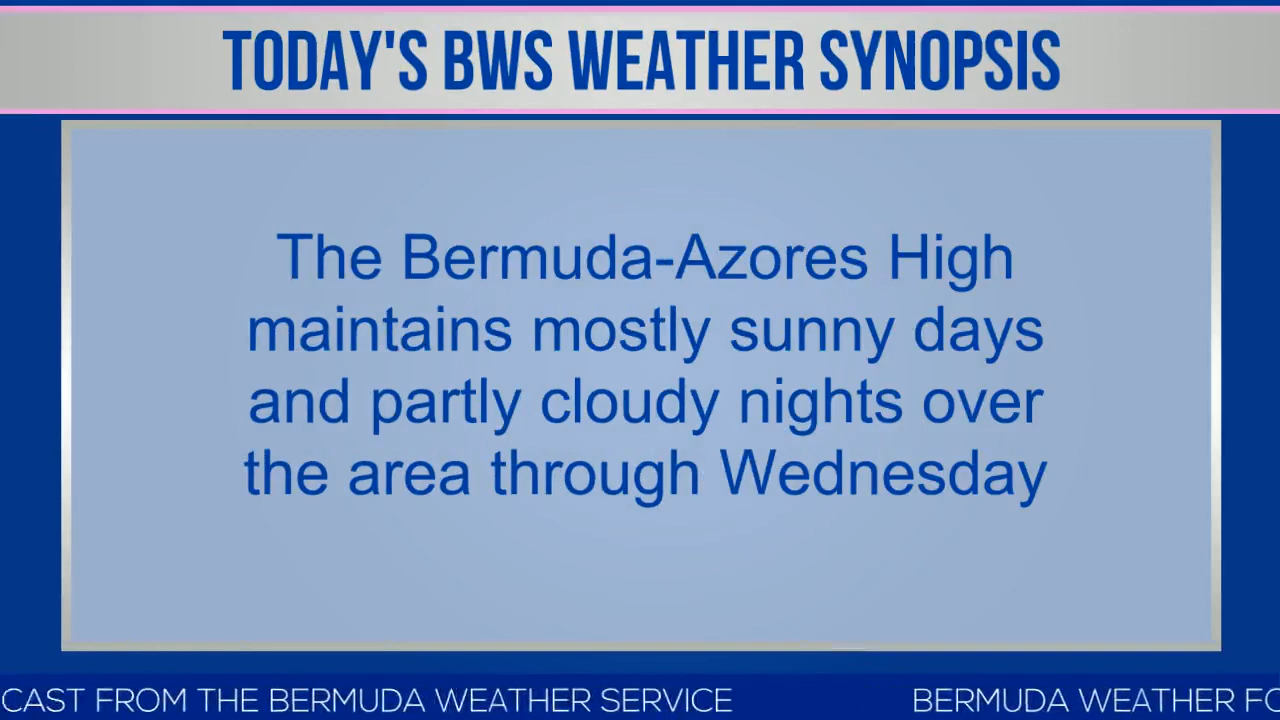 TODAY'S BWS WEATHER SYNOPSIS
The Bermuda-Azores High
maintains mostly sunny days
and partly cloudy nights over
the area through Wednesday
CAST FROM THE BERMUDA WEATHER SERVICE BERMUDA WEATHER FO